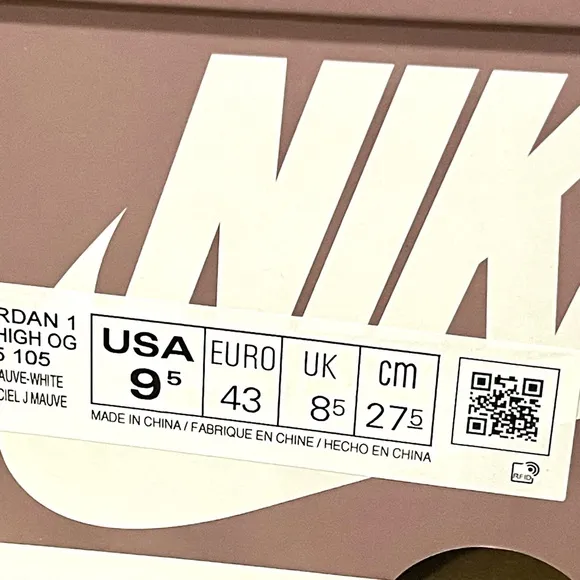 NIK
RDAN 1
HIGH OG
5 105
AUVE-WHITE
CIEL J MAUVE
USA 9⁵
EURO 43
UK 8⁵
cm 27⁵
MADE IN CHINA / FABRIQUE EN CHINE / HECHO EN CHINA
RFID